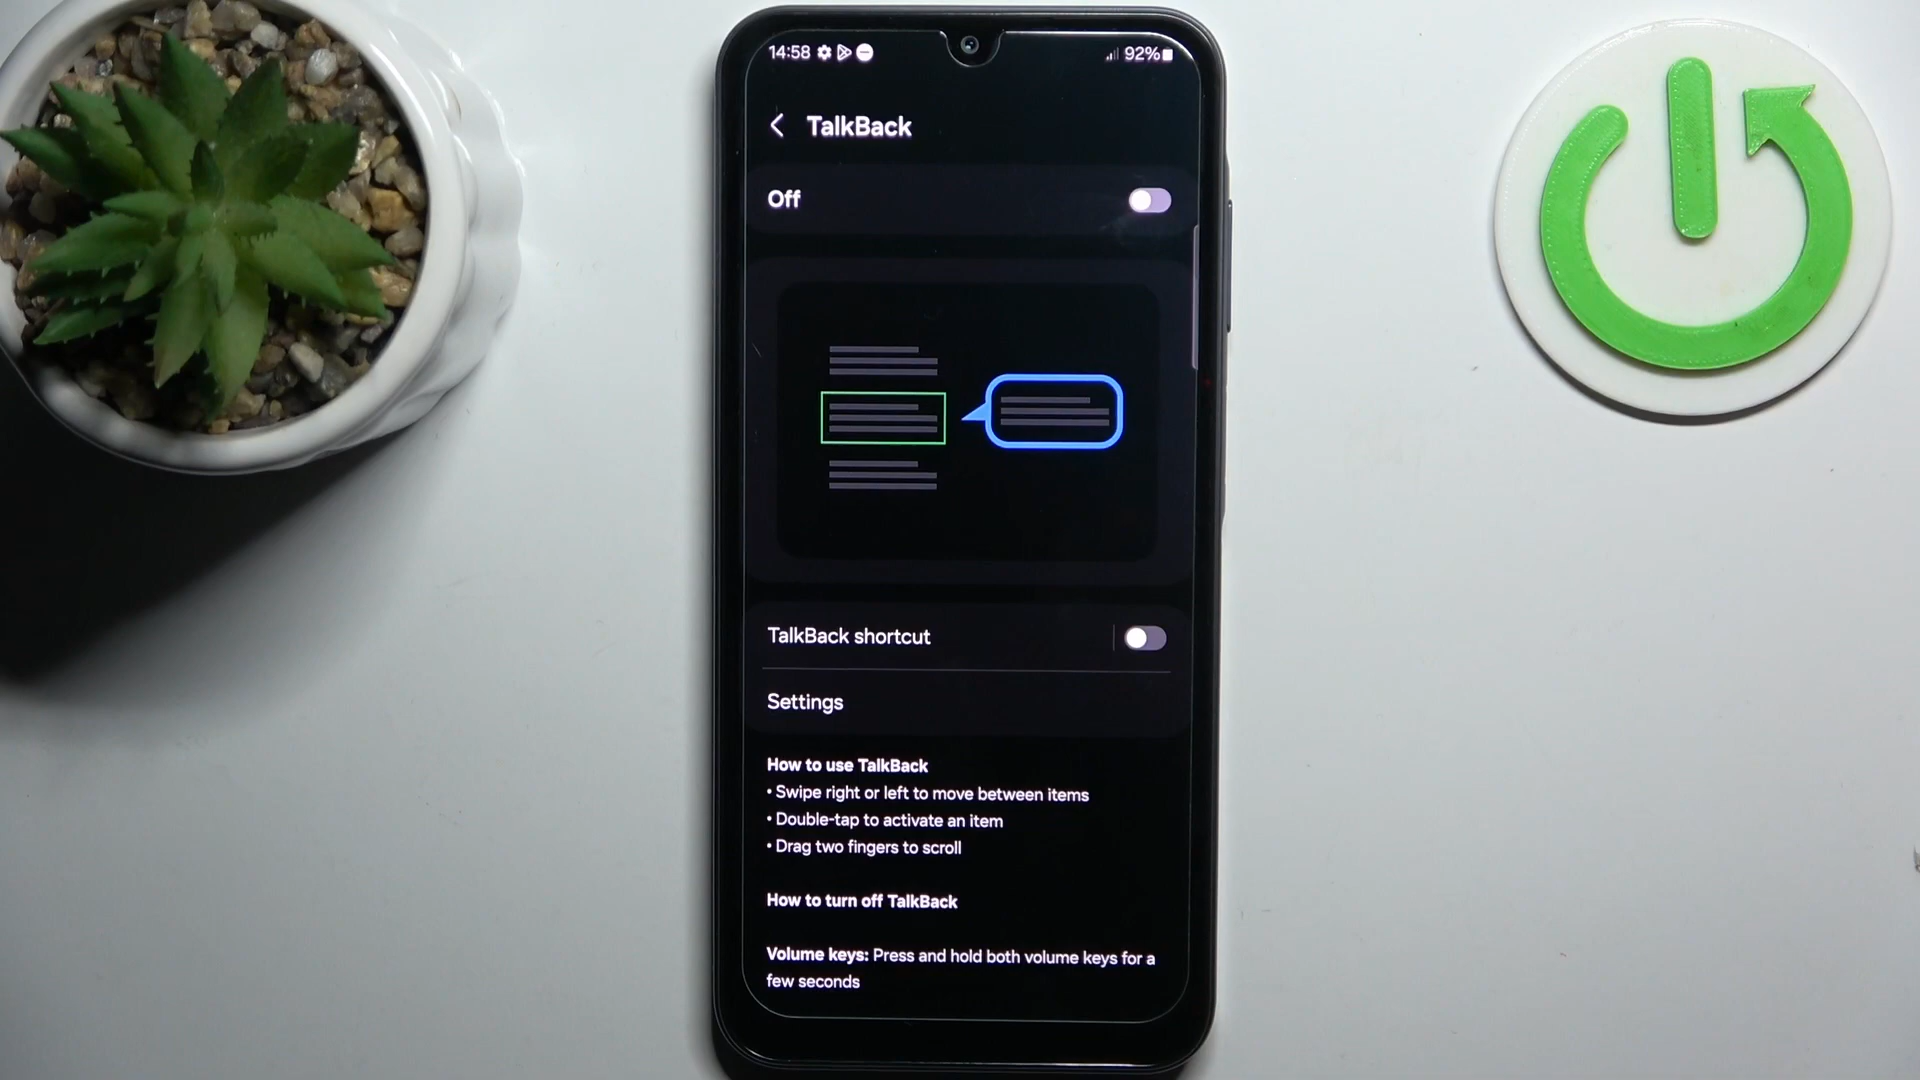 14:58
92%
TalkBack
Off
TalkBack shortcut
Settings
How to use TalkBack
• Swipe right or left to move between items
• Double-tap to activate an item
• Drag two fingers to scroll
How to turn off TalkBack
Volume keys: Press and hold both volume keys for a
few seconds